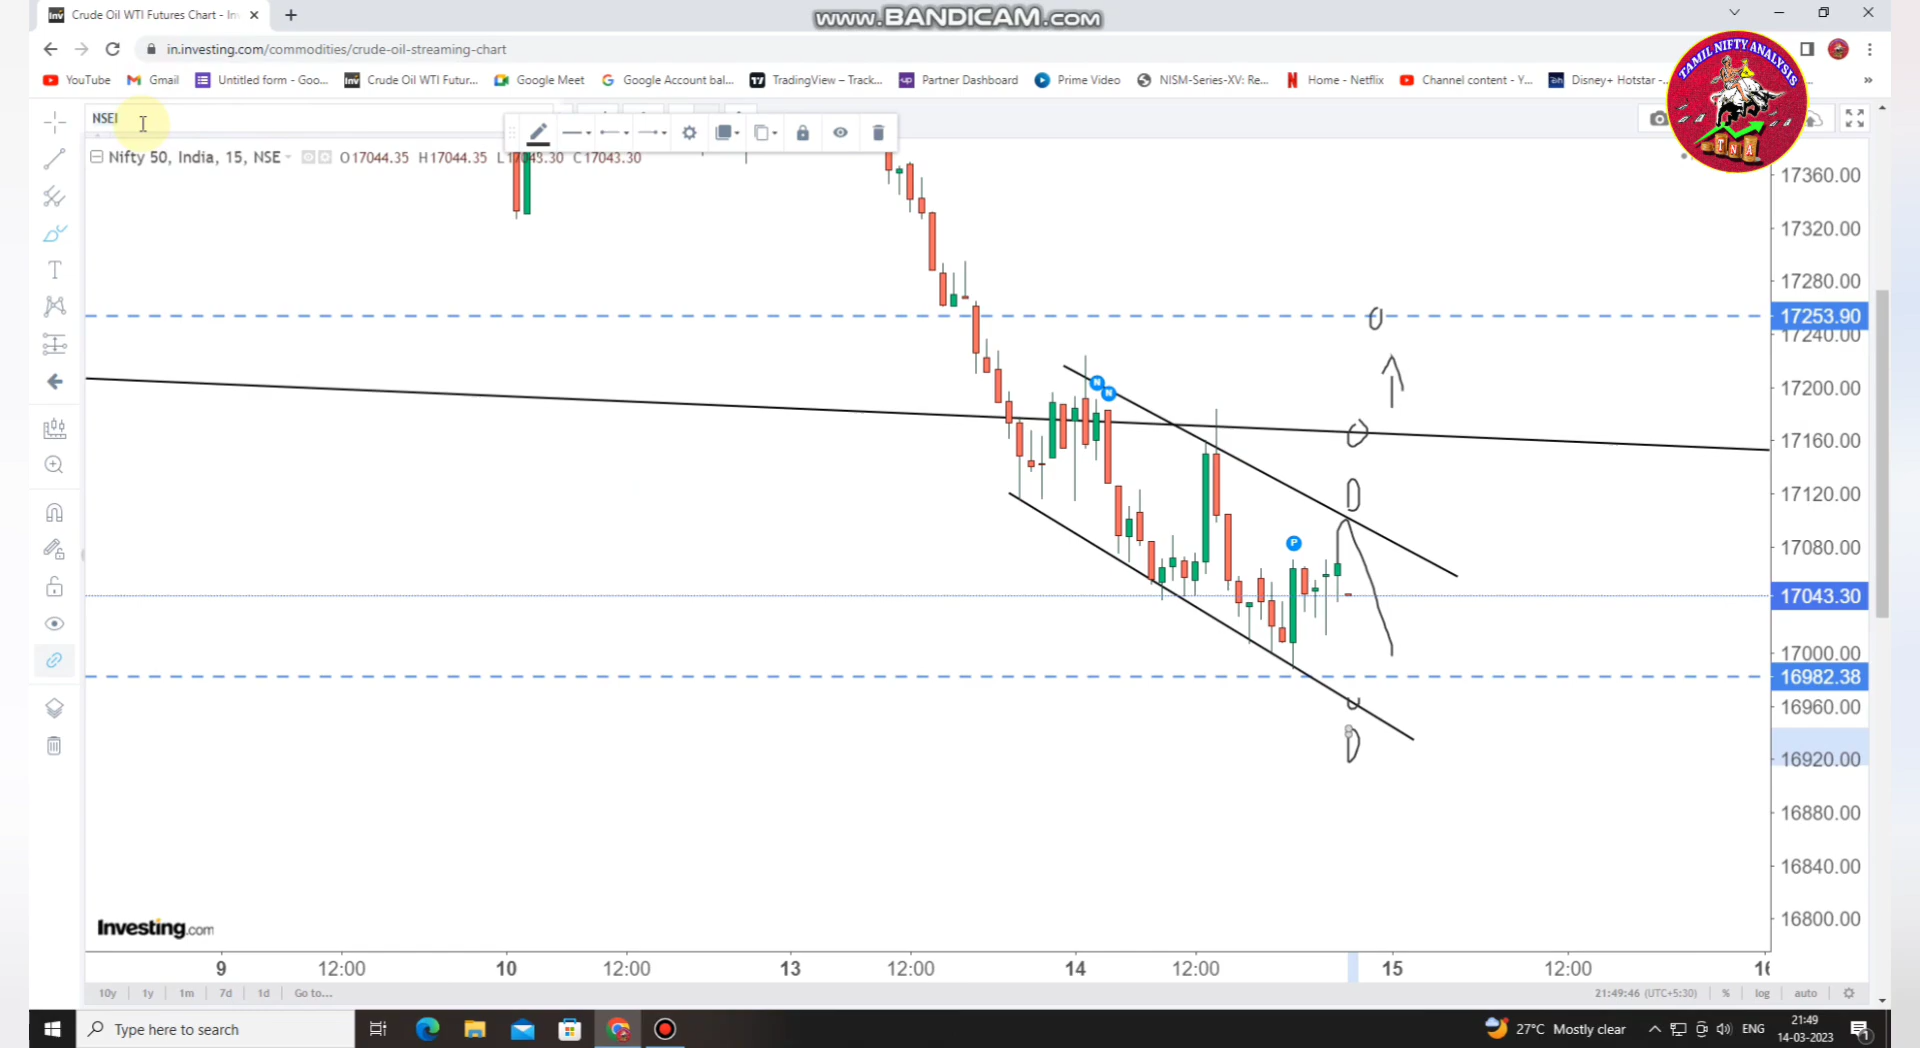 Crude Oil WTI Futures Chart - In
www.BANDICAM.com
in.investing.com/commodities/crude-oil-streaming-chart
YouTube Gmail Untitled form - Goo... Crude Oil WTI Futur... Google Meet Google Account bal... TradingView – Track... Partner Dashboard Prime Video NISM-Series-XV: Re... Home - Netflix Channel content - Y... Disney+ Hotstar -...
TAMIL NIFTY ANALYSIS
TNA
NSEI
Nifty 50, India, 15, NSE O17044.35 H17044.35 L17043.30 C17043.30
17360.00
17320.00
17280.00
17253.90
17240.00
17200.00
17160.00
17120.00
17080.00
17043.30
17000.00
16982.38
16960.00
16920.00
16880.00
16840.00
16800.00
N
N
P
Investing.com
9 12:00 10 12:00 13 12:00 14 12:00 15 12:00
10y 1y 1m 7d 1d Go to... 21:49:46 (UTC+5:30) % log auto
Type here to search
27°C Mostly clear ENG 21:49
14-03-2023
1